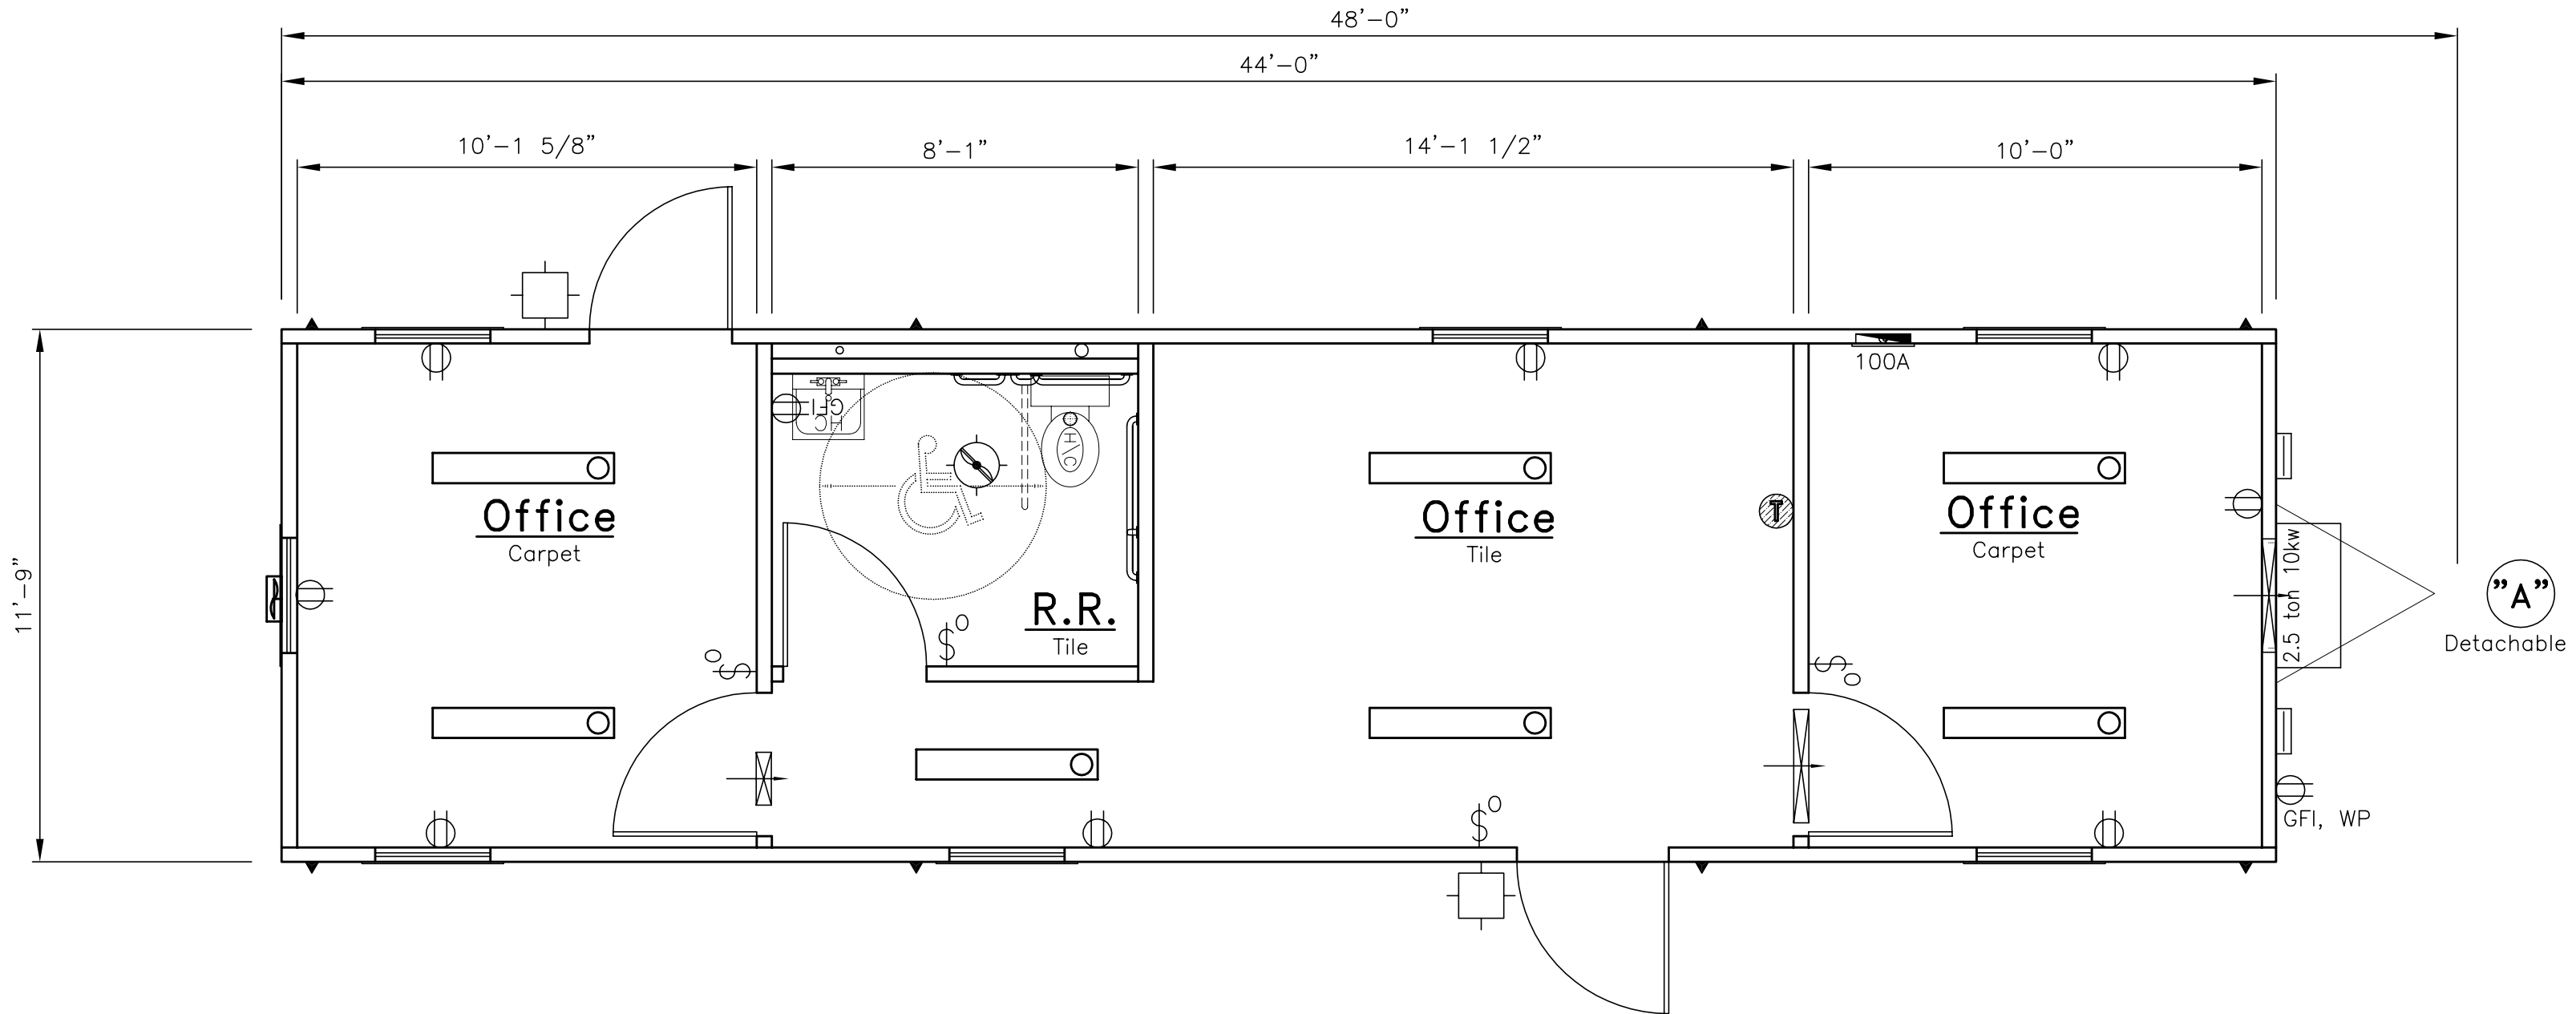 48'-0"
44'-0"
10'-1 5/8"
8'-1"
14'-1 1/2"
10'-0"
11'-9"
100A
GFI
HC
H/C
Office
Carpet
Office
Tile
T
Office
Carpet
R.R.
Tile
$O
$O
$O
$O
2.5 ton 10kw
"A"
Detachable
GFI, WP